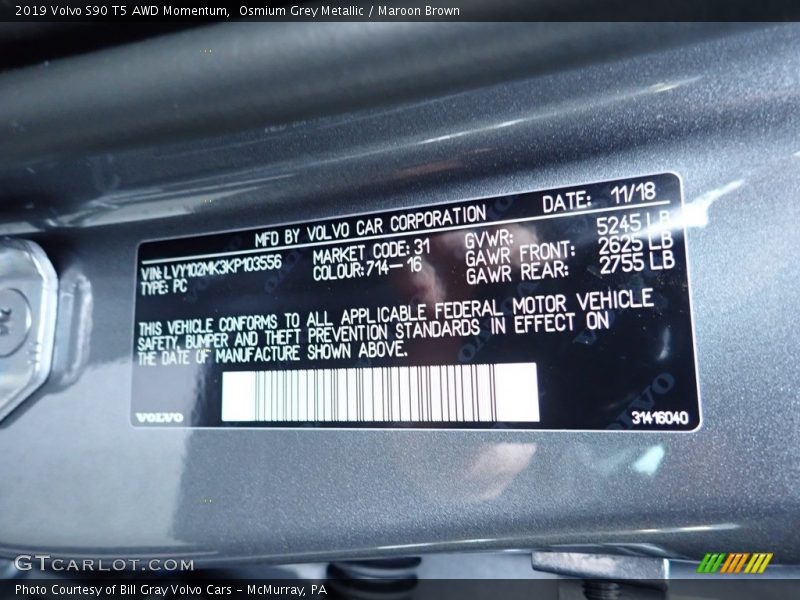 2019 Volvo S90 T5 AWD Momentum,  Osmium Grey Metallic / Maroon Brown
MFD BY VOLVO CAR CORPORATION DATE: 11/18
VIN: LVY102MK3KP103556 MARKET CODE: 31 GVWR: 5245 LB
TYPE: PC COLOUR: 714-16 GAWR FRONT: 2625 LB
GAWR REAR: 2755 LB
THIS VEHICLE CONFORMS TO ALL APPLICABLE FEDERAL MOTOR VEHICLE
SAFETY, BUMPER AND THEFT PREVENTION STANDARDS IN EFFECT ON
THE DATE OF MANUFACTURE SHOWN ABOVE.
VOLVO 31416040
GTCARLOT.COM
Photo Courtesy of Bill Gray Volvo Cars - McMurray, PA